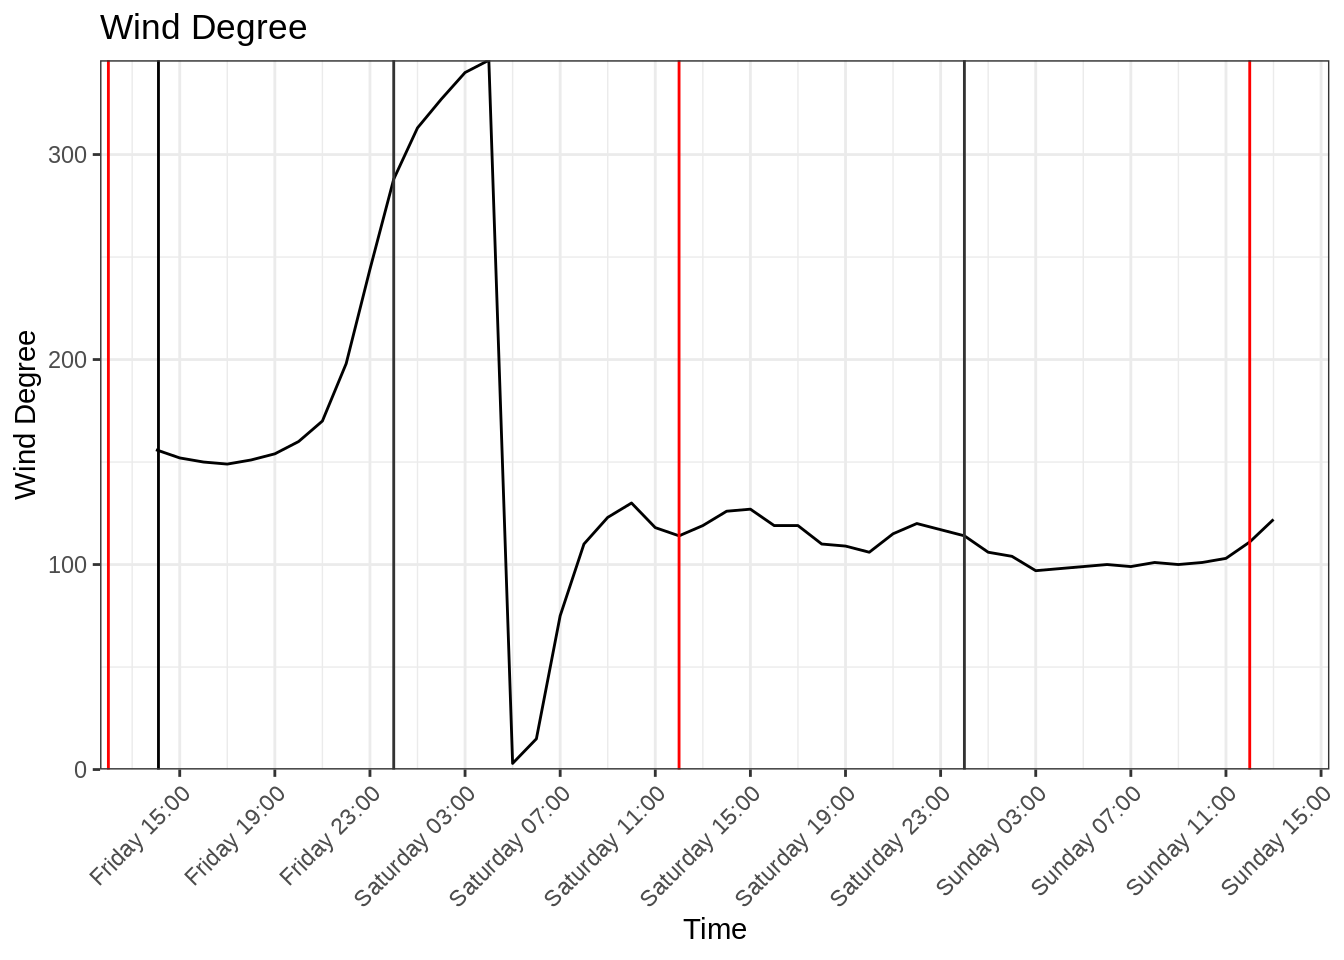 Wind Degree
Wind Degree
300
200
100
0
Friday 15:00
Friday 19:00
Friday 23:00
Saturday 03:00
Saturday 07:00
Saturday 11:00
Saturday 15:00
Saturday 19:00
Saturday 23:00
Sunday 03:00
Sunday 07:00
Sunday 11:00
Sunday 15:00
Time